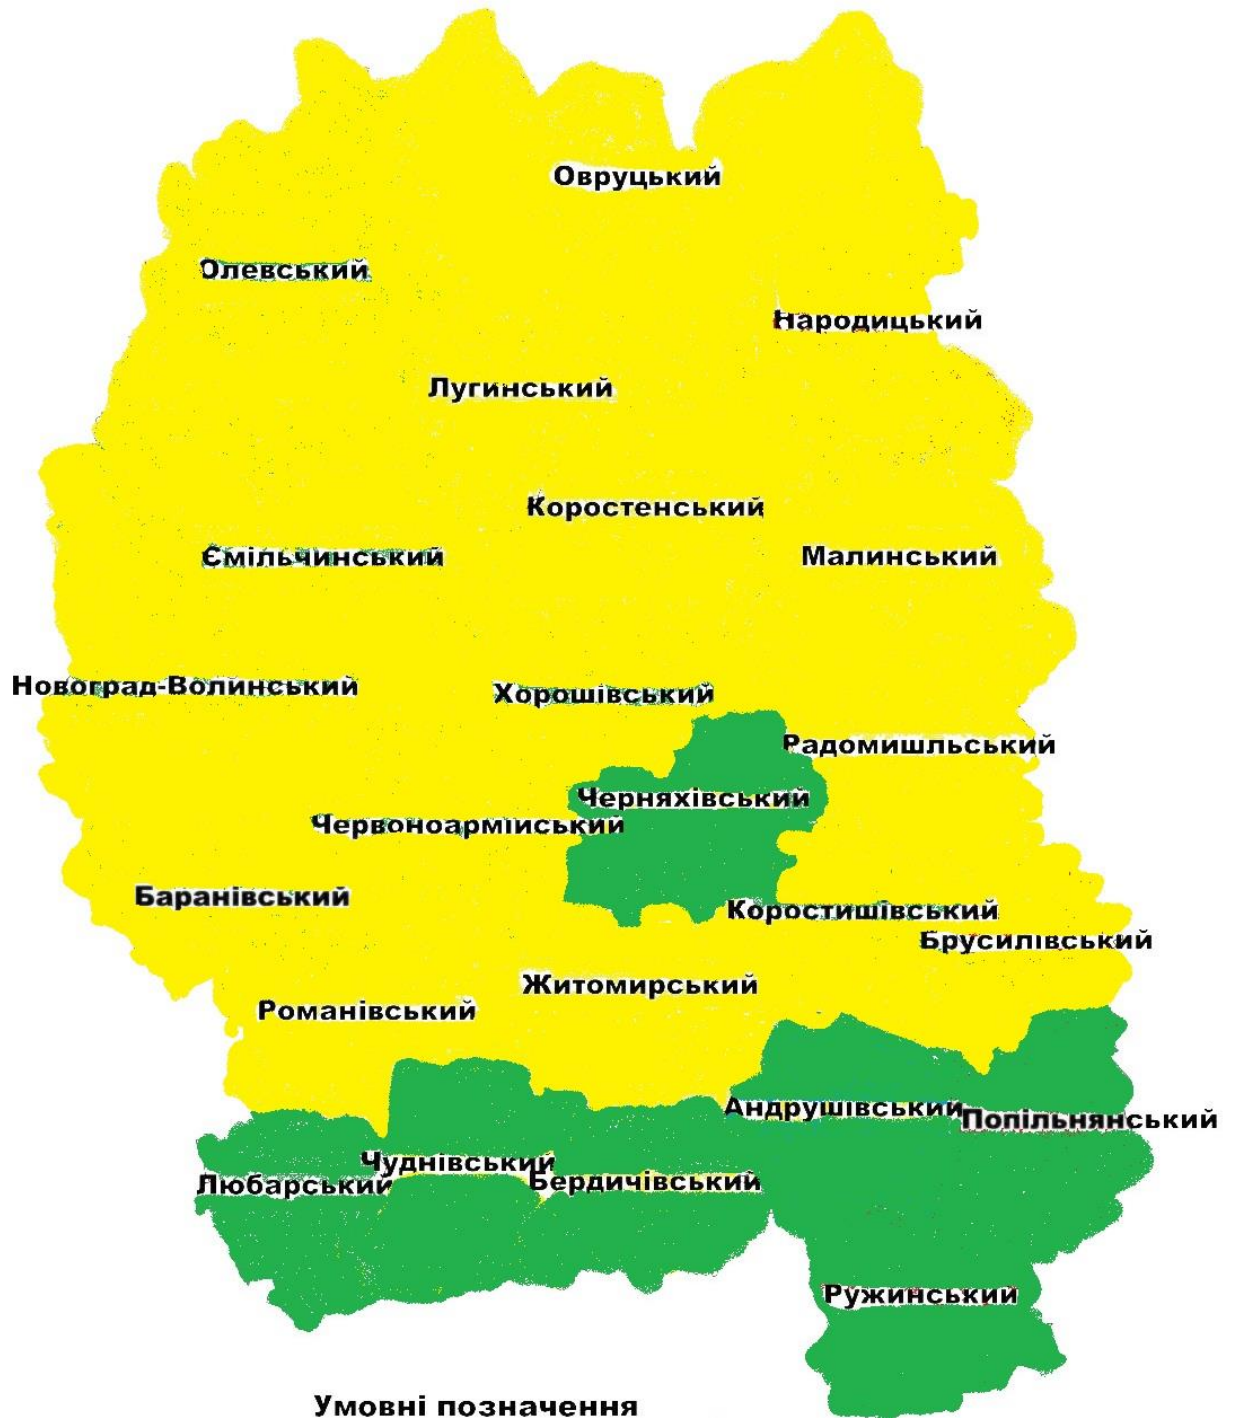 Овруцький
Олевський
Народицький
Лугинський
Коростенський
Ємільчинський
Малинський
Новоград-Волинський
Хорошівський
Радомишльський
Черняхівський
Червоноармійський
Баранівський
Коростишівський
Брусилівський
Житомирський
Романівський
Андрушівський
Попільнянський
Чуднівський
Любарський
Бердичівський
Ружинський
Умовні позначення